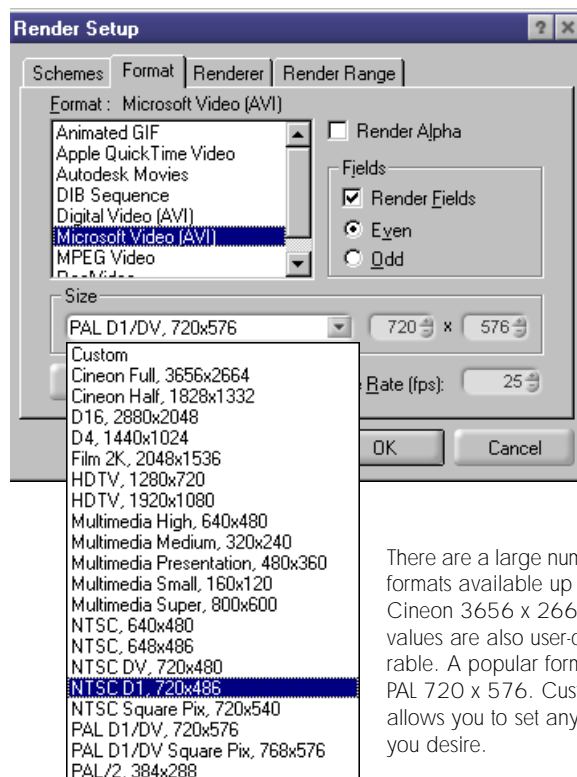 Render Setup
Schemes Format Renderer Render Range
Format : Microsoft Video (AVI)
Animated GIF
Apple QuickTime Video
Autodesk Movies
DIB Sequence
Digital Video (AVI)
Microsoft Video (AVI)
MPEG Video
Render Alpha
Fields
Render Fields
Even
Odd
Size
PAL D1/DV, 720x576
720 x 576
Rate (fps): 25
OK Cancel
Custom
Cineon Full, 3656x2664
Cineon Half, 1828x1332
D16, 2880x2048
D4, 1440x1024
Film 2K, 2048x1536
HDTV, 1280x720
HDTV, 1920x1080
Multimedia High, 640x480
Multimedia Medium, 320x240
Multimedia Presentation, 480x360
Multimedia Small, 160x120
Multimedia Super, 800x600
NTSC, 640x480
NTSC, 648x486
NTSC DV, 720x480
NTSC D1, 720x486
NTSC Square Pix, 720x540
PAL D1/DV, 720x576
PAL D1/DV Square Pix, 768x576
PAL/2, 384x288
There are a large num
formats available up
Cineon 3656 x 266
values are also user-c
rable. A popular form
PAL 720 x 576. Cust
allows you to set any
you desire.